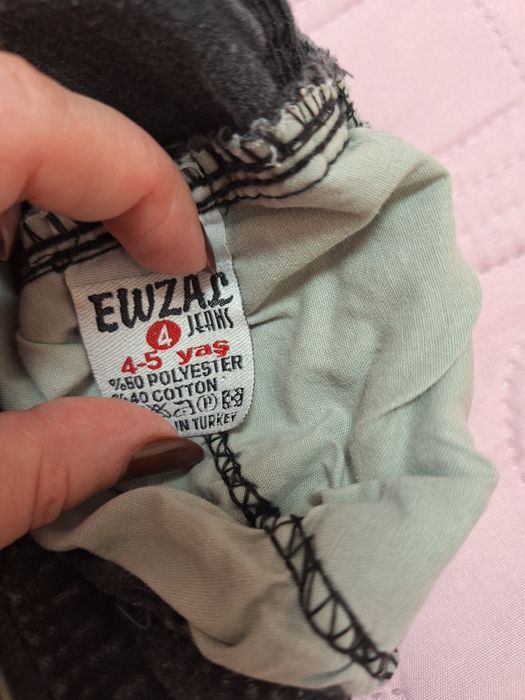 EWZAL
JEANS
4
4-5 yaş
%60 POLYESTER
%40 COTTON
P
IN TURKEY